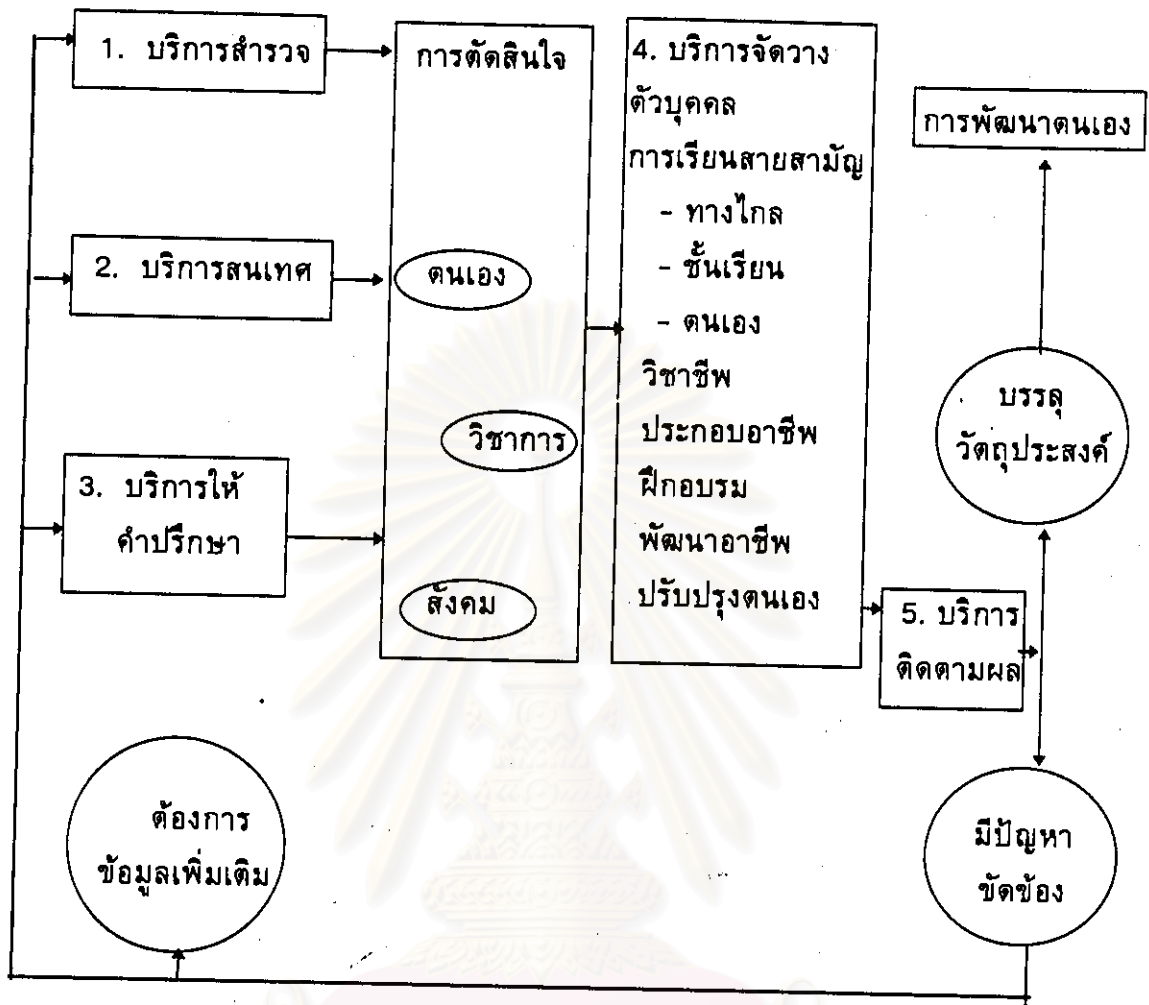 1. บริการสำรวจ
2. บริการสนเทศ
3. บริการให้
คำปรึกษา
การตัดสินใจ
ตนเอง
วิชาการ
สังคม
4. บริการจัดวาง
ตัวบุคคล
การเรียนสายสามัญ
- ทางไกล
- ชั้นเรียน
- ตนเอง
วิชาชีพ
ประกอบอาชีพ
ฝึกอบรม
พัฒนาอาชีพ
ปรับปรุงตนเอง
5. บริการ
ติดตามผล
การพัฒนาตนเอง
บรรลุ
วัตถุประสงค์
มีปัญหา
ขัดข้อง
ต้องการ
ข้อมูลเพิ่มเติม